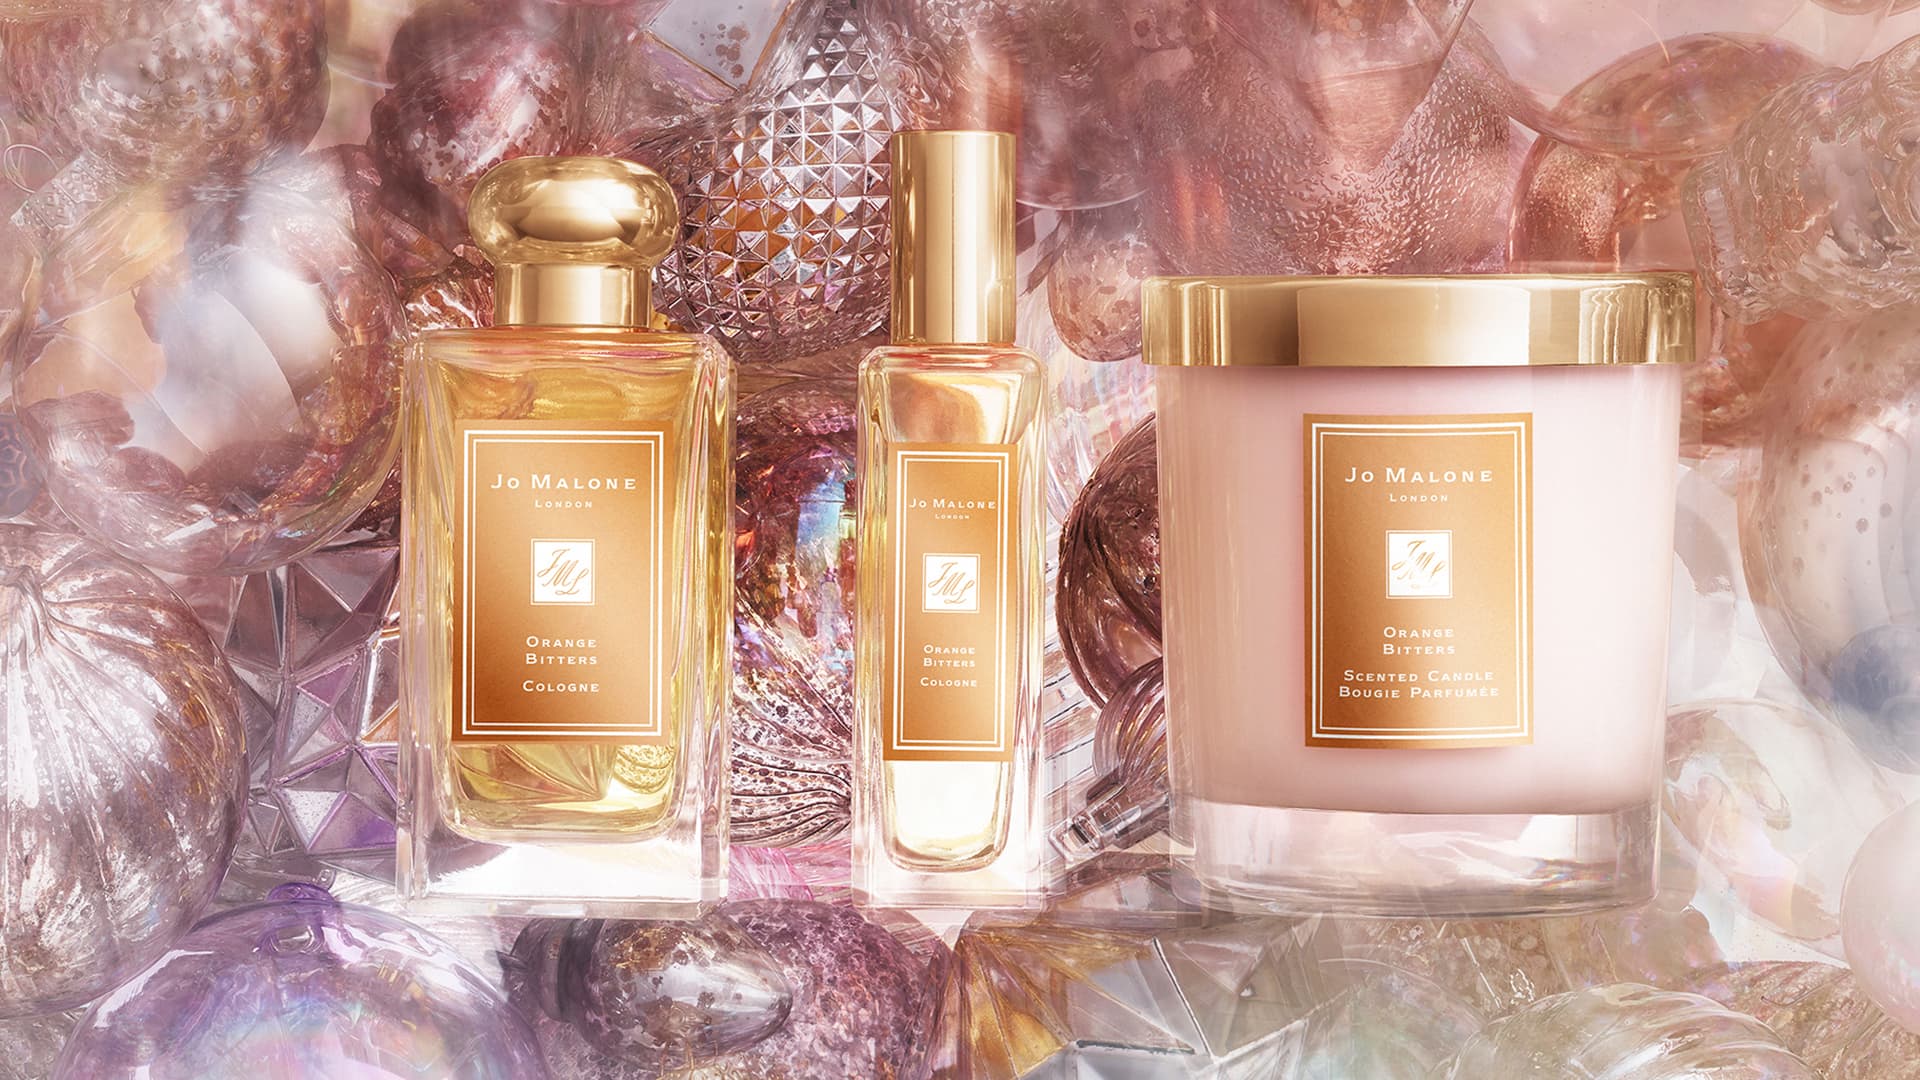 Jo Malone
London
JML
Orange
Bitters
Cologne
Jo Malone
London
JML
Orange
Bitters
Cologne
Jo Malone
London
JML
Orange
Bitters
Scented Candle
Bougie Parfumée